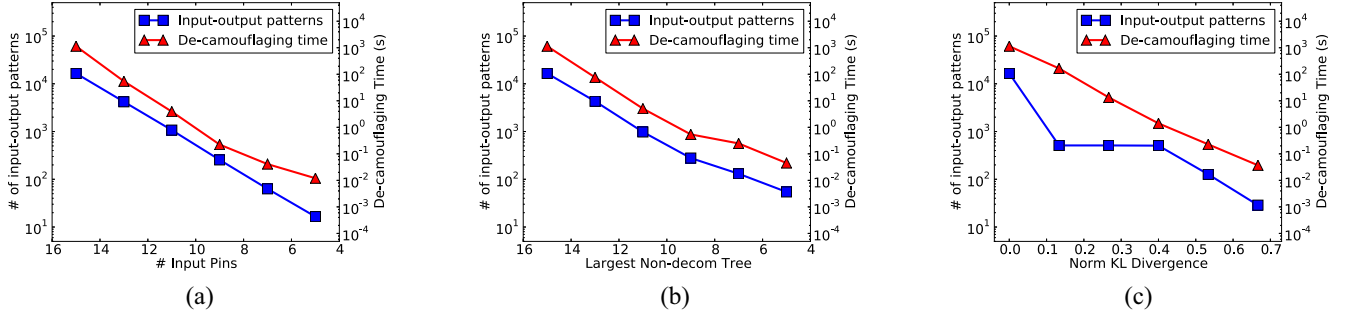 # of input-output patterns
10^5
10^4
10^3
10^2
10^1
Input-output patterns
De-camouflaging time
10^4
10^3
10^2
10^1
10^0
10^-1
10^-2
10^-3
10^-4
De-camouflaging Time (s)
16 14 12 10 8 6 4
# Input Pins
(a)
# of input-output patterns
10^5
10^4
10^3
10^2
10^1
Input-output patterns
De-camouflaging time
10^4
10^3
10^2
10^1
10^0
10^-1
10^-2
10^-3
10^-4
De-camouflaging Time (s)
16 14 12 10 8 6 4
Largest Non-decom Tree
(b)
# of input-output patterns
10^5
10^4
10^3
10^2
10^1
Input-output patterns
De-camouflaging time
10^4
10^3
10^2
10^1
10^0
10^-1
10^-2
10^-3
10^-4
De-camouflaging Time (s)
0.0 0.1 0.2 0.3 0.4 0.5 0.6 0.7
Norm KL Divergence
(c)